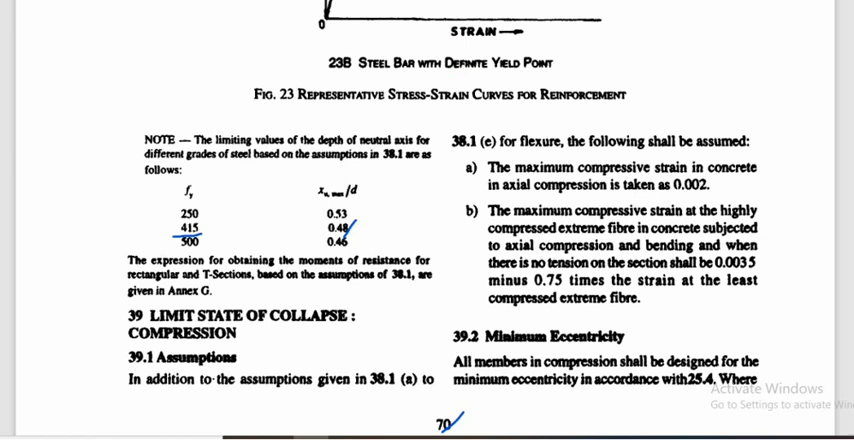 0
STRAIN
23B STEEL BAR WITH DEFINITE YIELD POINT
FIG. 23 REPRESENTATIVE STRESS-STRAIN CURVES FOR REINFORCEMENT
NOTE — The limiting values of the depth of neutral axis for
different grades of steel based on the assumptions in 38.1 are as
follows:
fy xu, max/d
250 0.53
415 0.48
500 0.46
The expression for obtaining the moments of resistance for
rectangular and T-Sections, based on the assumptions of 38.1, are
given in Annex G.
39 LIMIT STATE OF COLLAPSE :
COMPRESSION
39.1 Assumptions
In addition to the assumptions given in 38.1 (a) to
38.1 (e) for flexure, the following shall be assumed:
a) The maximum compressive strain in concrete
in axial compression is taken as 0.002.
b) The maximum compressive strain at the highly
compressed extreme fibre in concrete subjected
to axial compression and bending and when
there is no tension on the section shall be 0.003 5
minus 0.75 times the strain at the least
compressed extreme fibre.
39.2 Minimum Eccentricity
All members in compression shall be designed for the
minimum eccentricity in accordance with 25.4. Where
70
Activate Windows
Go to Settings to activate Win